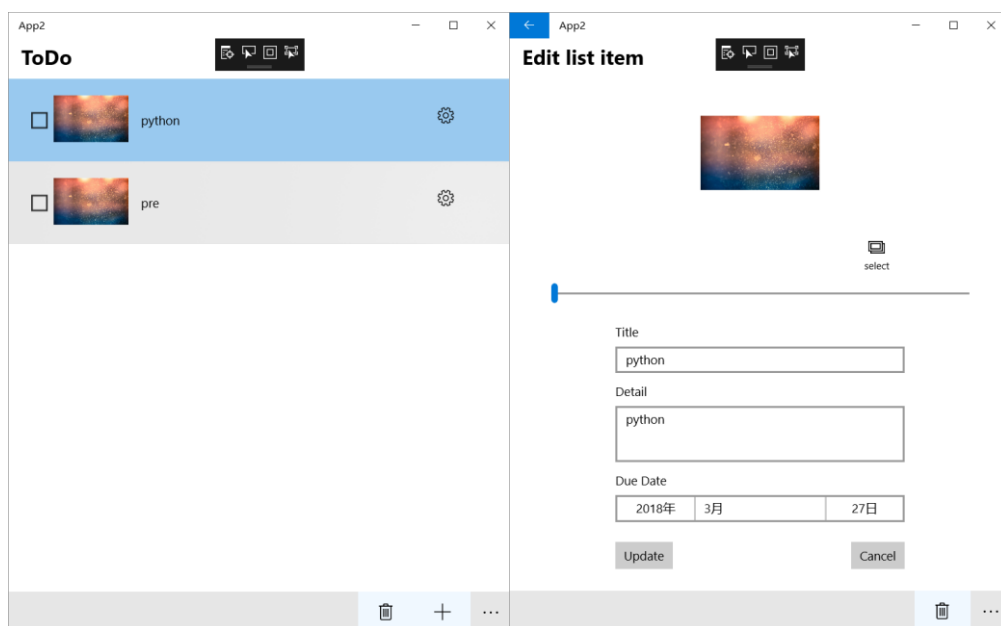 App2
ToDo
python
pre
App2
Edit list item
select
Title
python
Detail
python
Due Date
2018年 3月 27日
Update Cancel